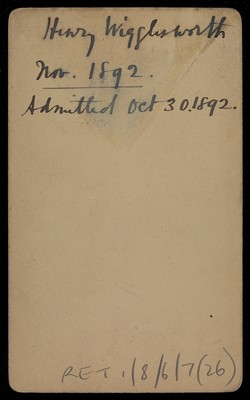 Henry Wigglesworth
Nov. 1892.
Admitted Oct 30.1892.
RET 1/8/6/7(26)